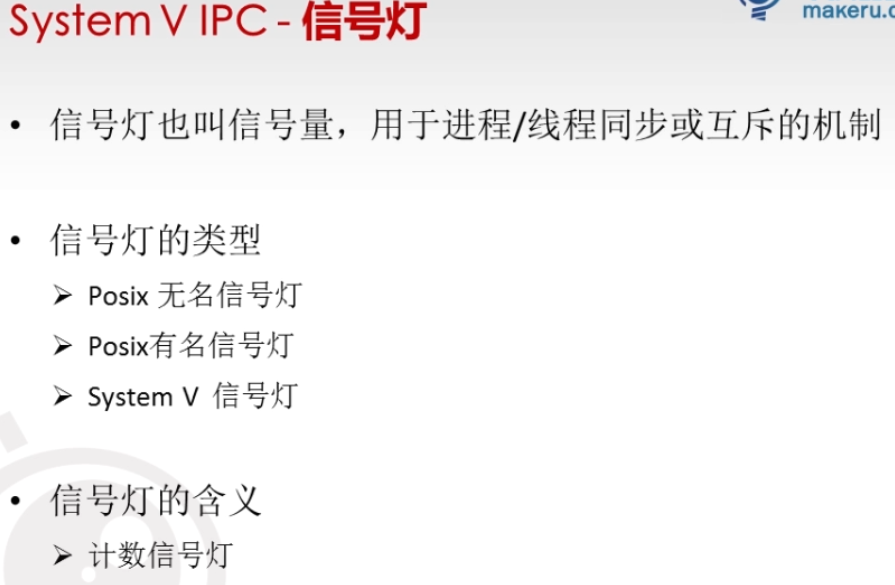 System V IPC - 信号灯
makeru.c
• 信号灯也叫信号量，用于进程/线程同步或互斥的机制
• 信号灯的类型
➢ Posix 无名信号灯
➢ Posix有名信号灯
➢ System V 信号灯
• 信号灯的含义
➢ 计数信号灯